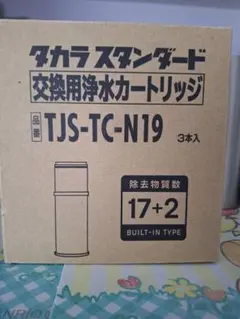 タカラスタンダード
交換用浄水カートリッジ
品番 TJS-TC-N19 3本入
除去物質数
17+2
BUILT-IN TYPE